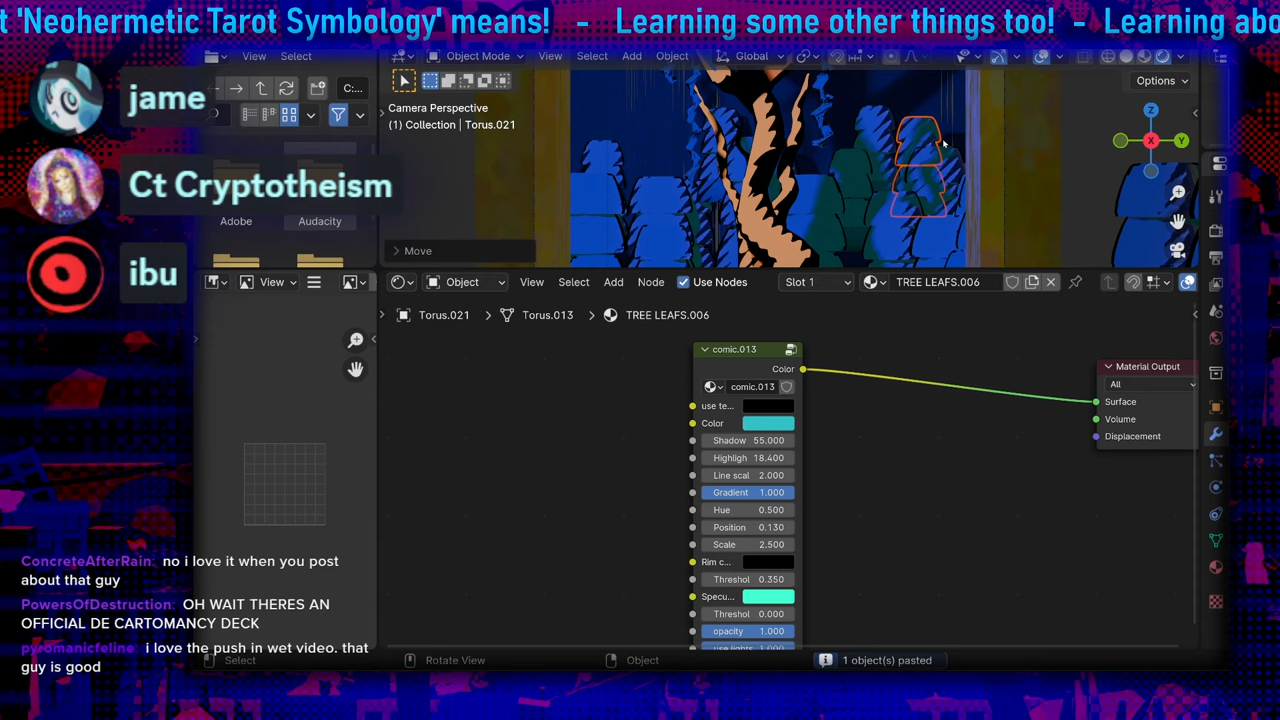 t 'Neohermetic Tarot Symbology' means!   -   Learning some other things too!  -  Learning abo
View Select
Object Mode View Select Add Object Global
jame
C:...
Options
Camera Perspective
(1) Collection | Torus.021
Z
X
Y
Ct Cryptotheism
Adobe Audacity
Move
ibu
View
Object View Select Add Node Use Nodes Slot 1 TREE LEAFS.006
Torus.021 Torus.013 TREE LEAFS.006
comic.013
Color
comic.013
use te...
Color
Shadow 55.000
Highligh 18.400
Line scal 2.000
Gradient 1.000
Hue 0.500
Position 0.130
Scale 2.500
Rim c...
Threshol 0.350
Specu...
Threshol 0.000
opacity 1.000
use lights 1.000
Material Output
All
Surface
Volume
Displacement
ConcreteAfterRain: no i love it when you post
about that guy
PowersOfDestruction: OH WAIT THERES AN
OFFICIAL DE CARTOMANCY DECK
pyromanicfeline: i love the push in wet video. that
guy is good
Select Rotate View Object 1 object(s) pasted